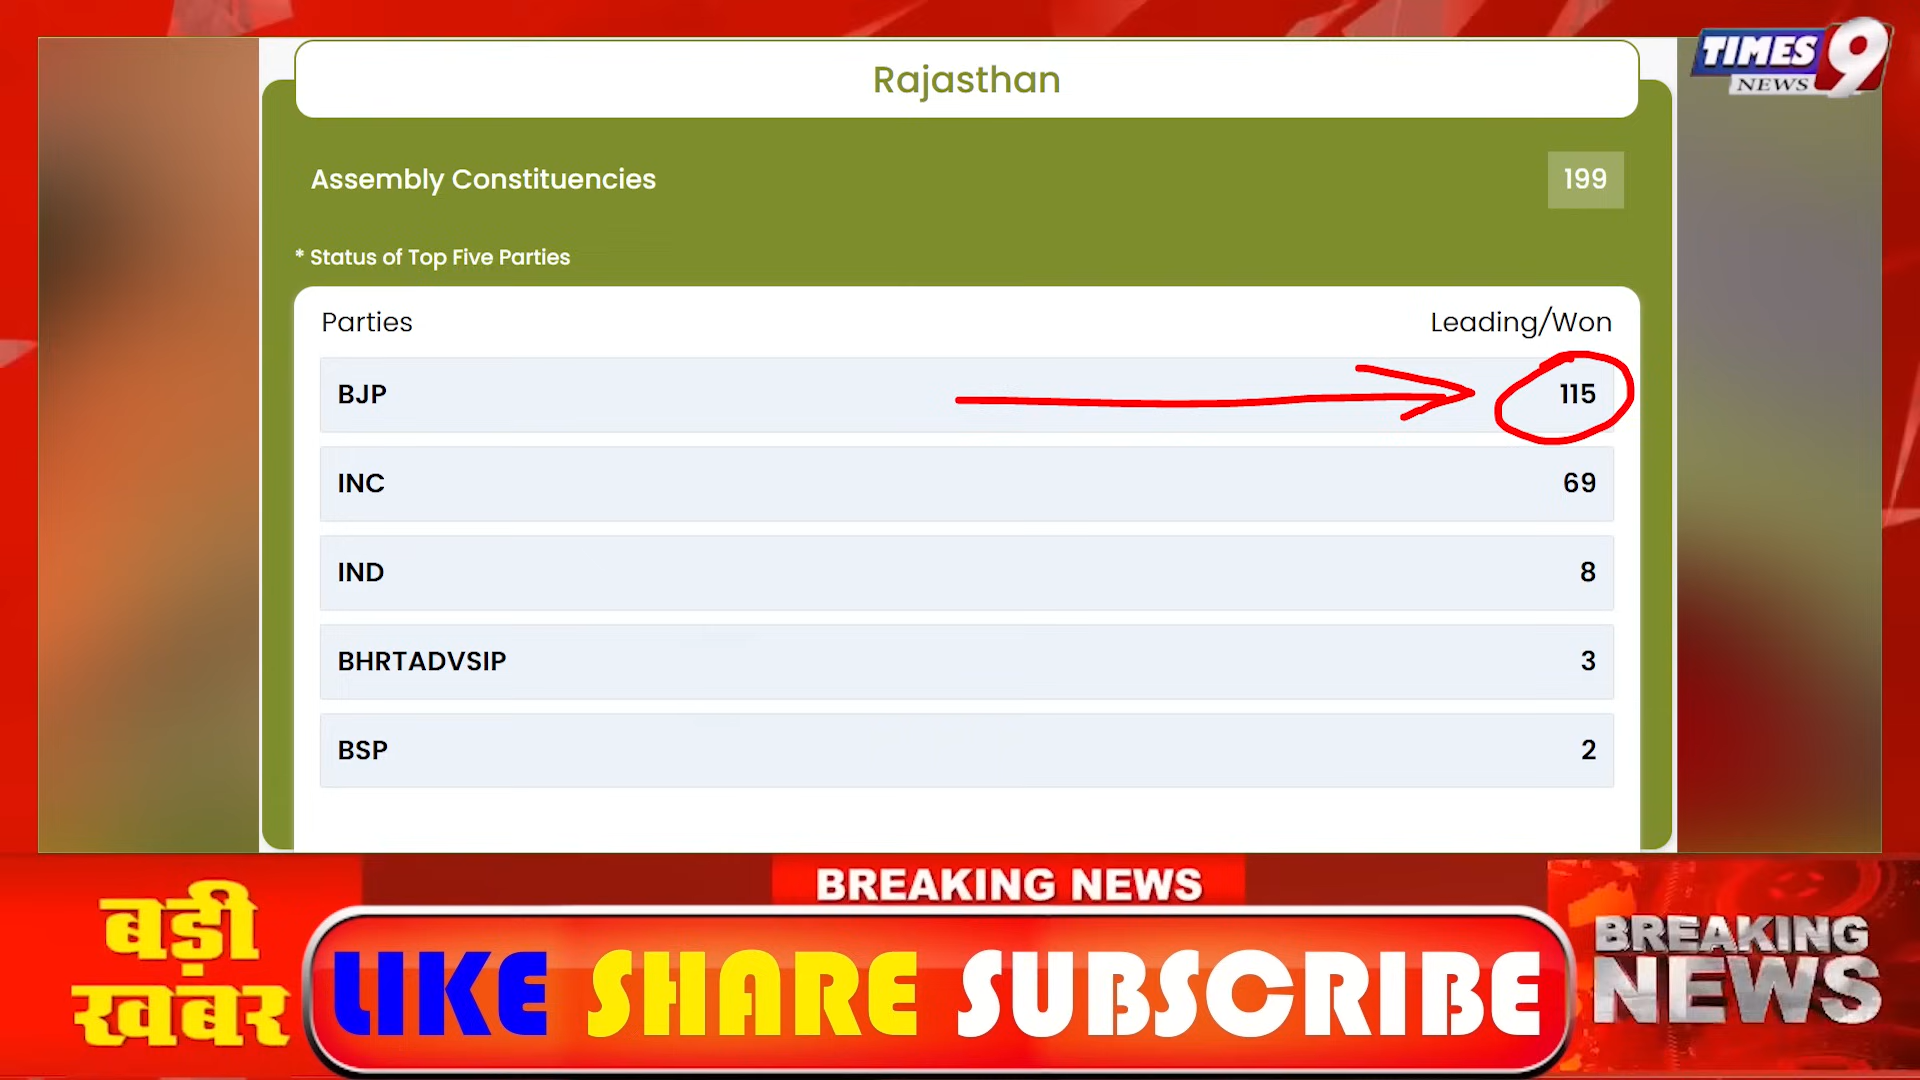 Rajasthan
TIMES 9
NEWS
Assembly Constituencies 199
* Status of Top Five Parties
Parties Leading/Won
BJP 115
INC 69
IND 8
BHRTADVSIP 3
BSP 2
BREAKING NEWS
बड़ी
खबर
LIKE SHARE SUBSCRIBE
BREAKING
NEWS